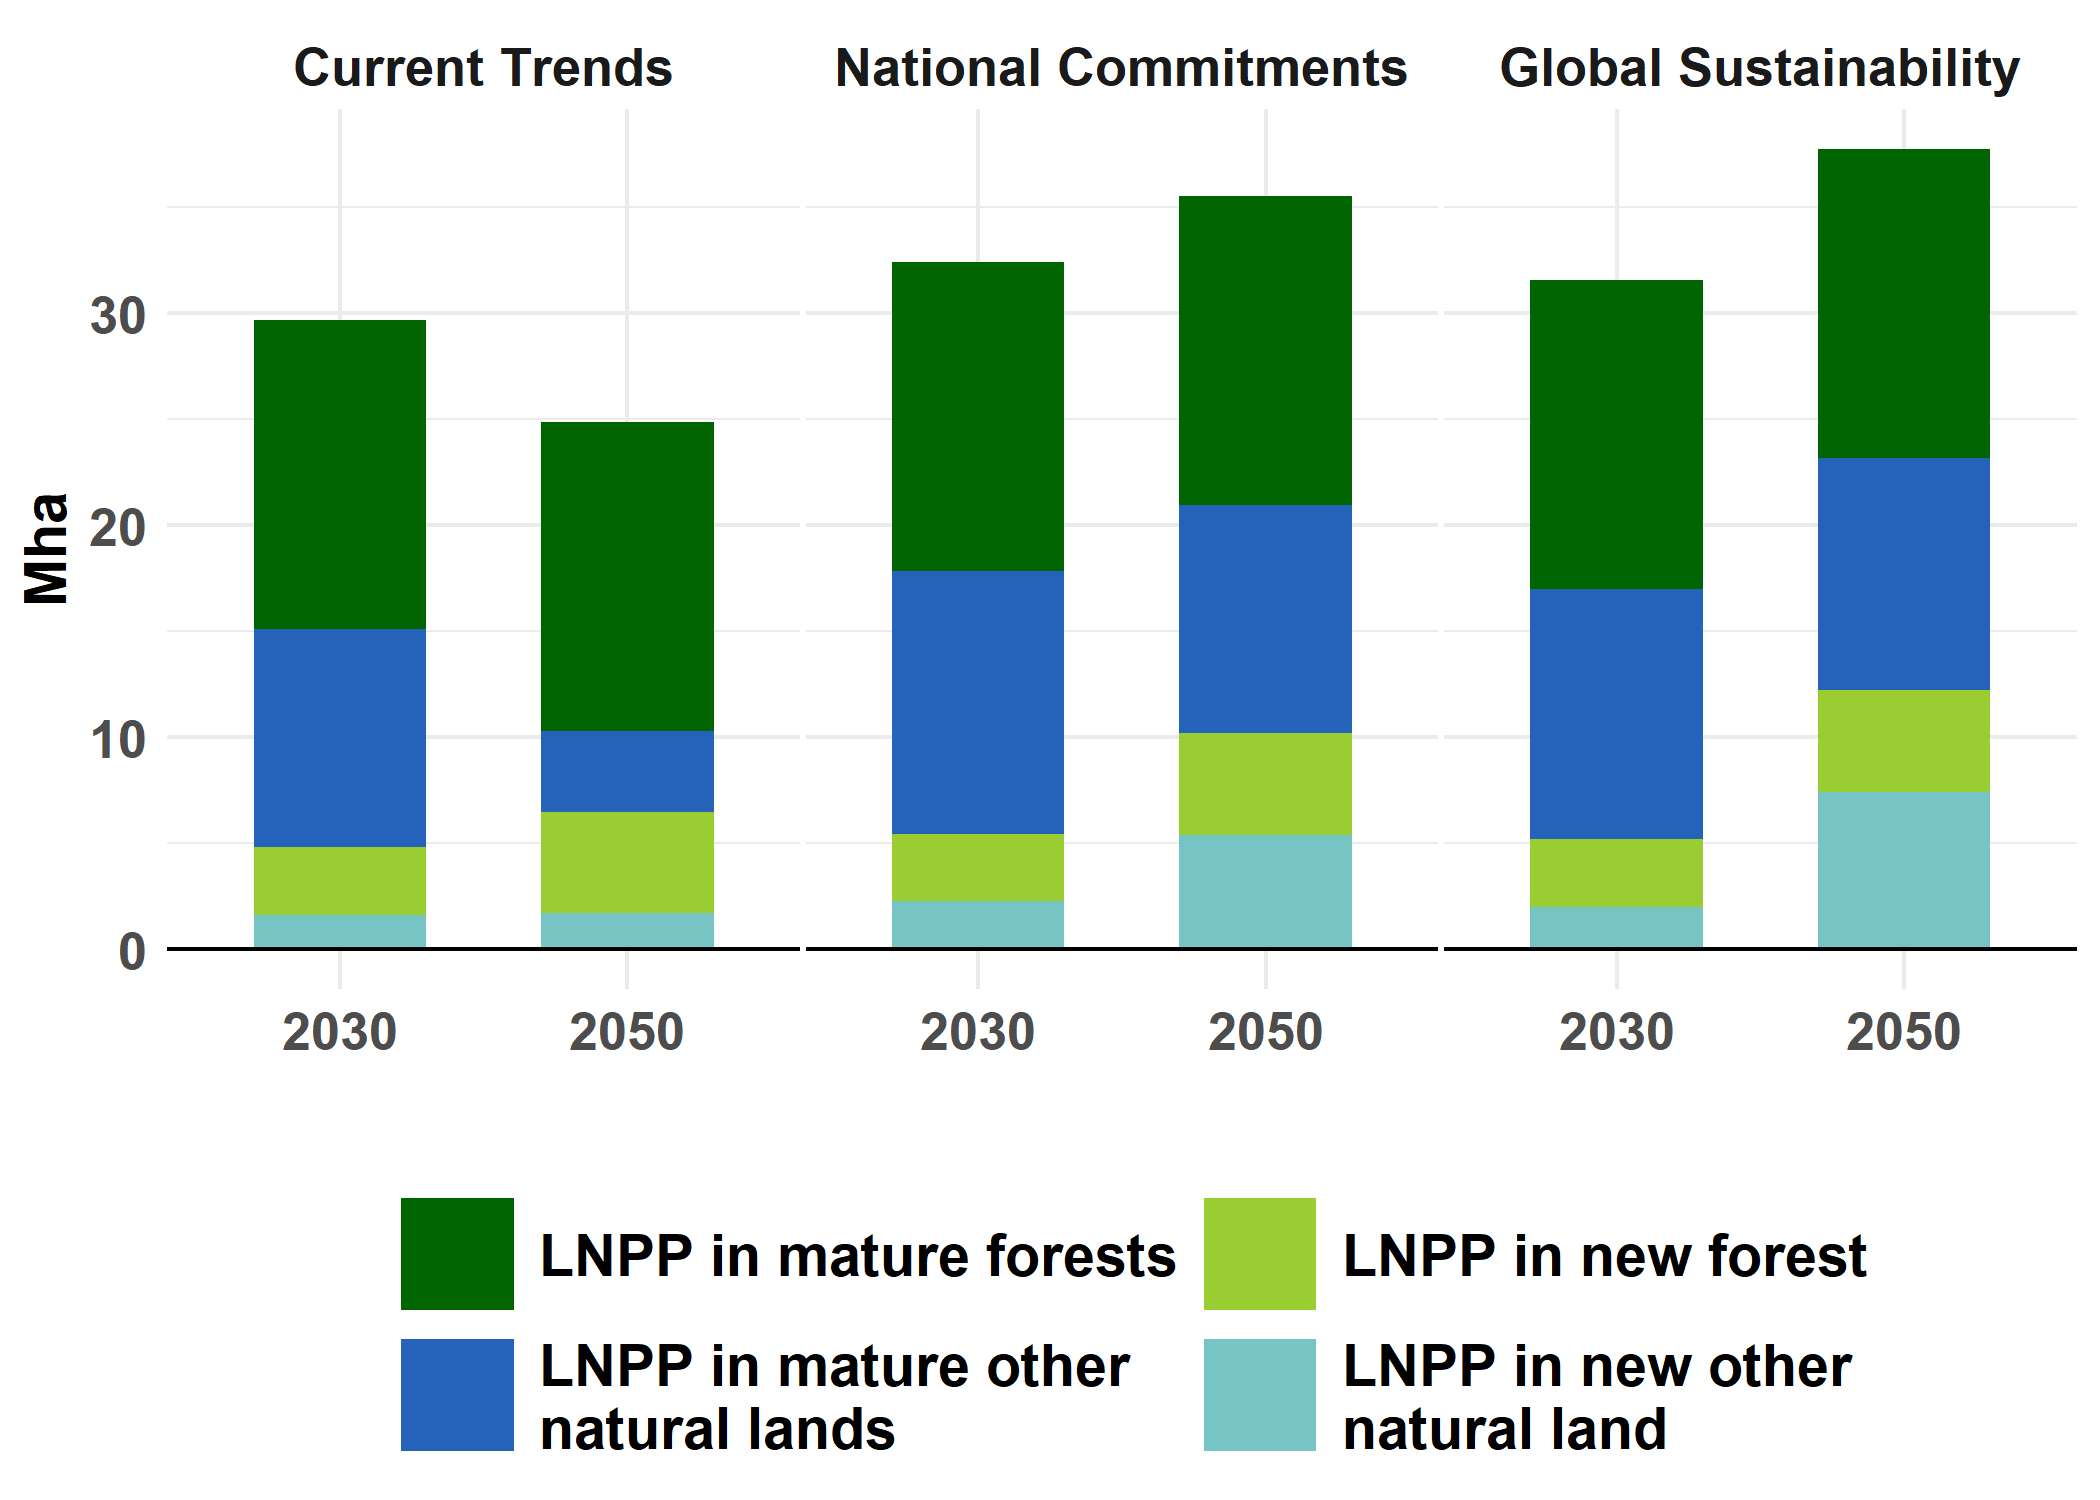 Current Trends
National Commitments
Global Sustainability
Mha
30
20
10
0
2030
2050
2030
2050
2030
2050
LNPP in mature forests
LNPP in new forest
LNPP in mature other
natural lands
LNPP in new other
natural land